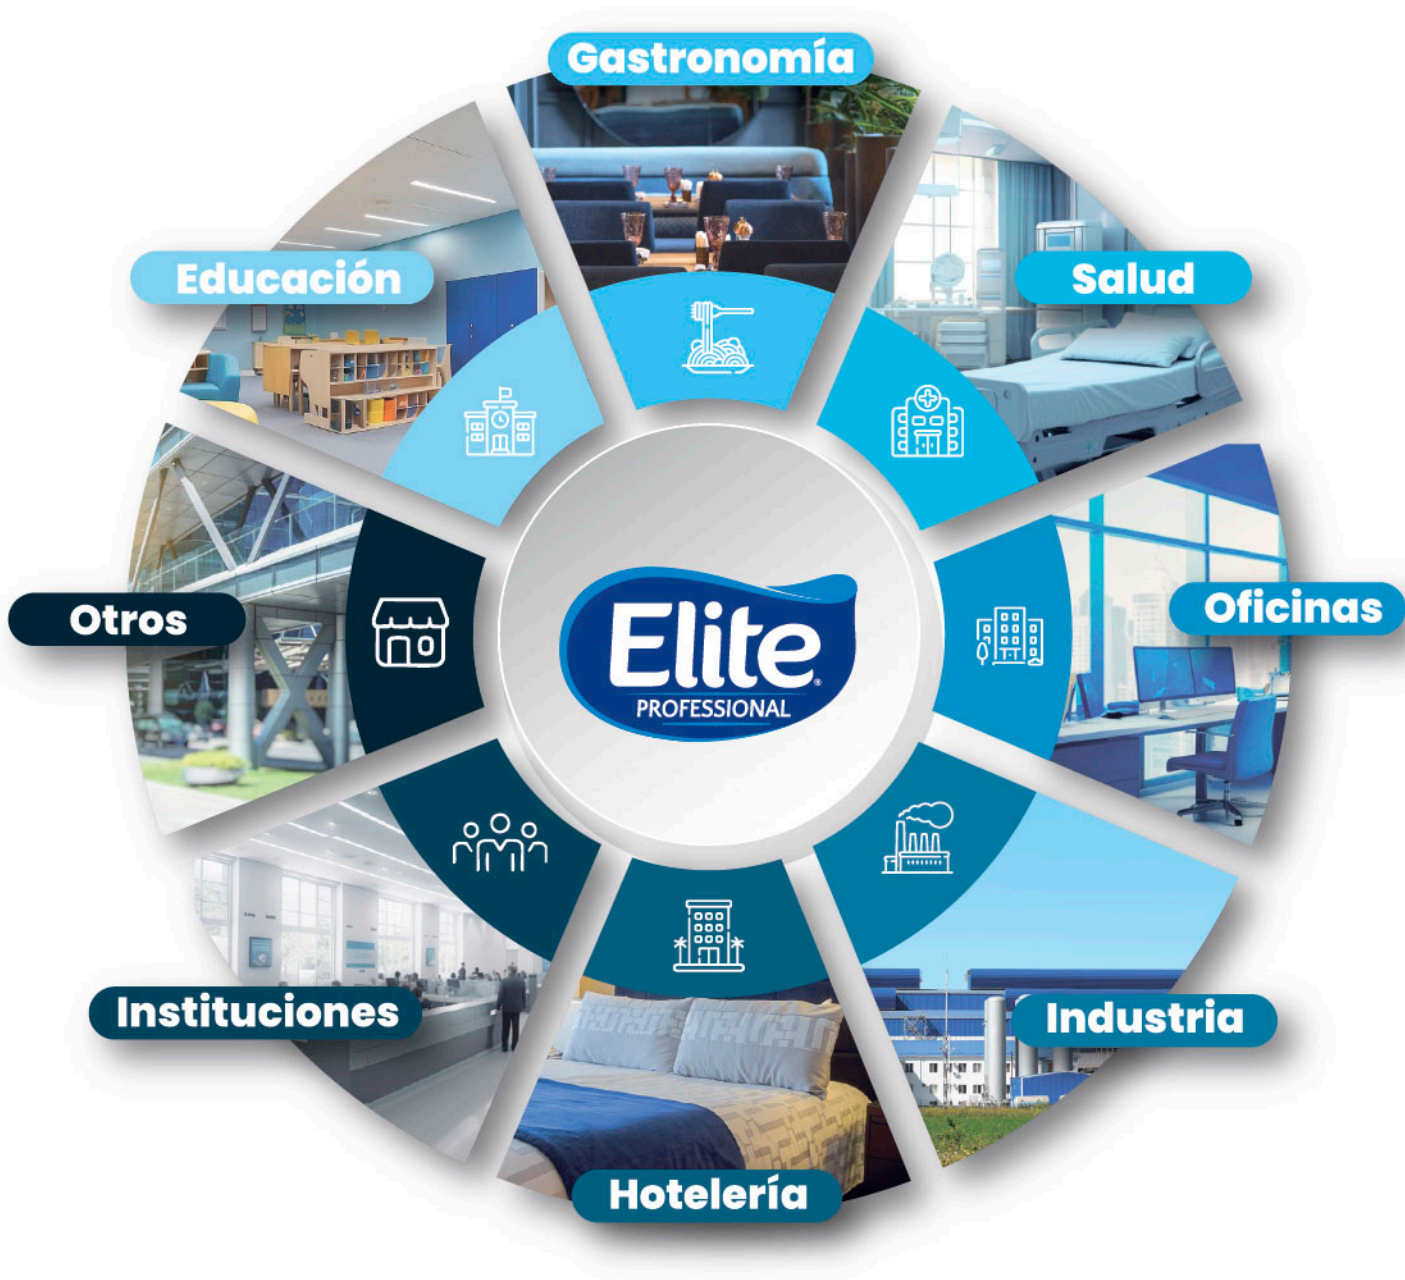 Gastronomía
Salud
Oficinas
Industria
Hotelería
Instituciones
Otros
Educación
Elite®
PROFESSIONAL